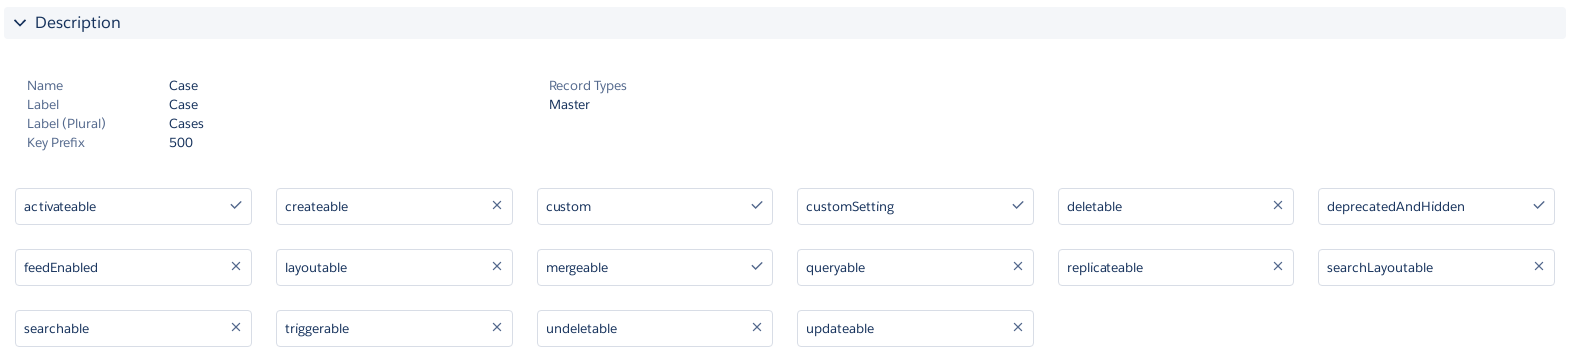 Description
Name Case
Label Case
Label (Plural) Cases
Key Prefix 500
Record Types
Master
activateable createable custom customSetting deletable deprecatedAndHidden
feedEnabled layoutable mergeable queryable replicateable searchLayoutable
searchable triggerable undeletable updateable